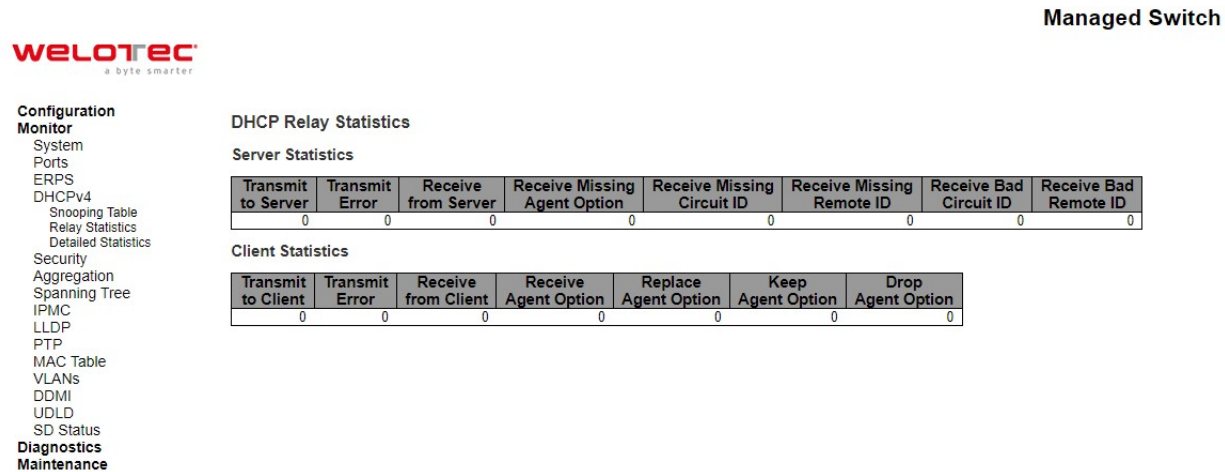 Managed Switch
weLOTec
a byte smarter
Configuration
Monitor
System
Ports
ERPS
DHCPv4
Snooping Table
Relay Statistics
Detailed Statistics
Security
Aggregation
Spanning Tree
IPMC
LLDP
PTP
MAC Table
VLANs
DDMI
UDLD
SD Status
Diagnostics
Maintenance
DHCP Relay Statistics
Server Statistics
Transmit to Server Transmit Error Receive from Server Receive Missing Agent Option Receive Missing Circuit ID Receive Missing Remote ID Receive Bad Circuit ID Receive Bad Remote ID
0 0 0 0 0 0 0 0
Client Statistics
Transmit to Client Transmit Error Receive from Client Receive Agent Option Replace Agent Option Keep Agent Option Drop Agent Option
0 0 0 0 0 0 0